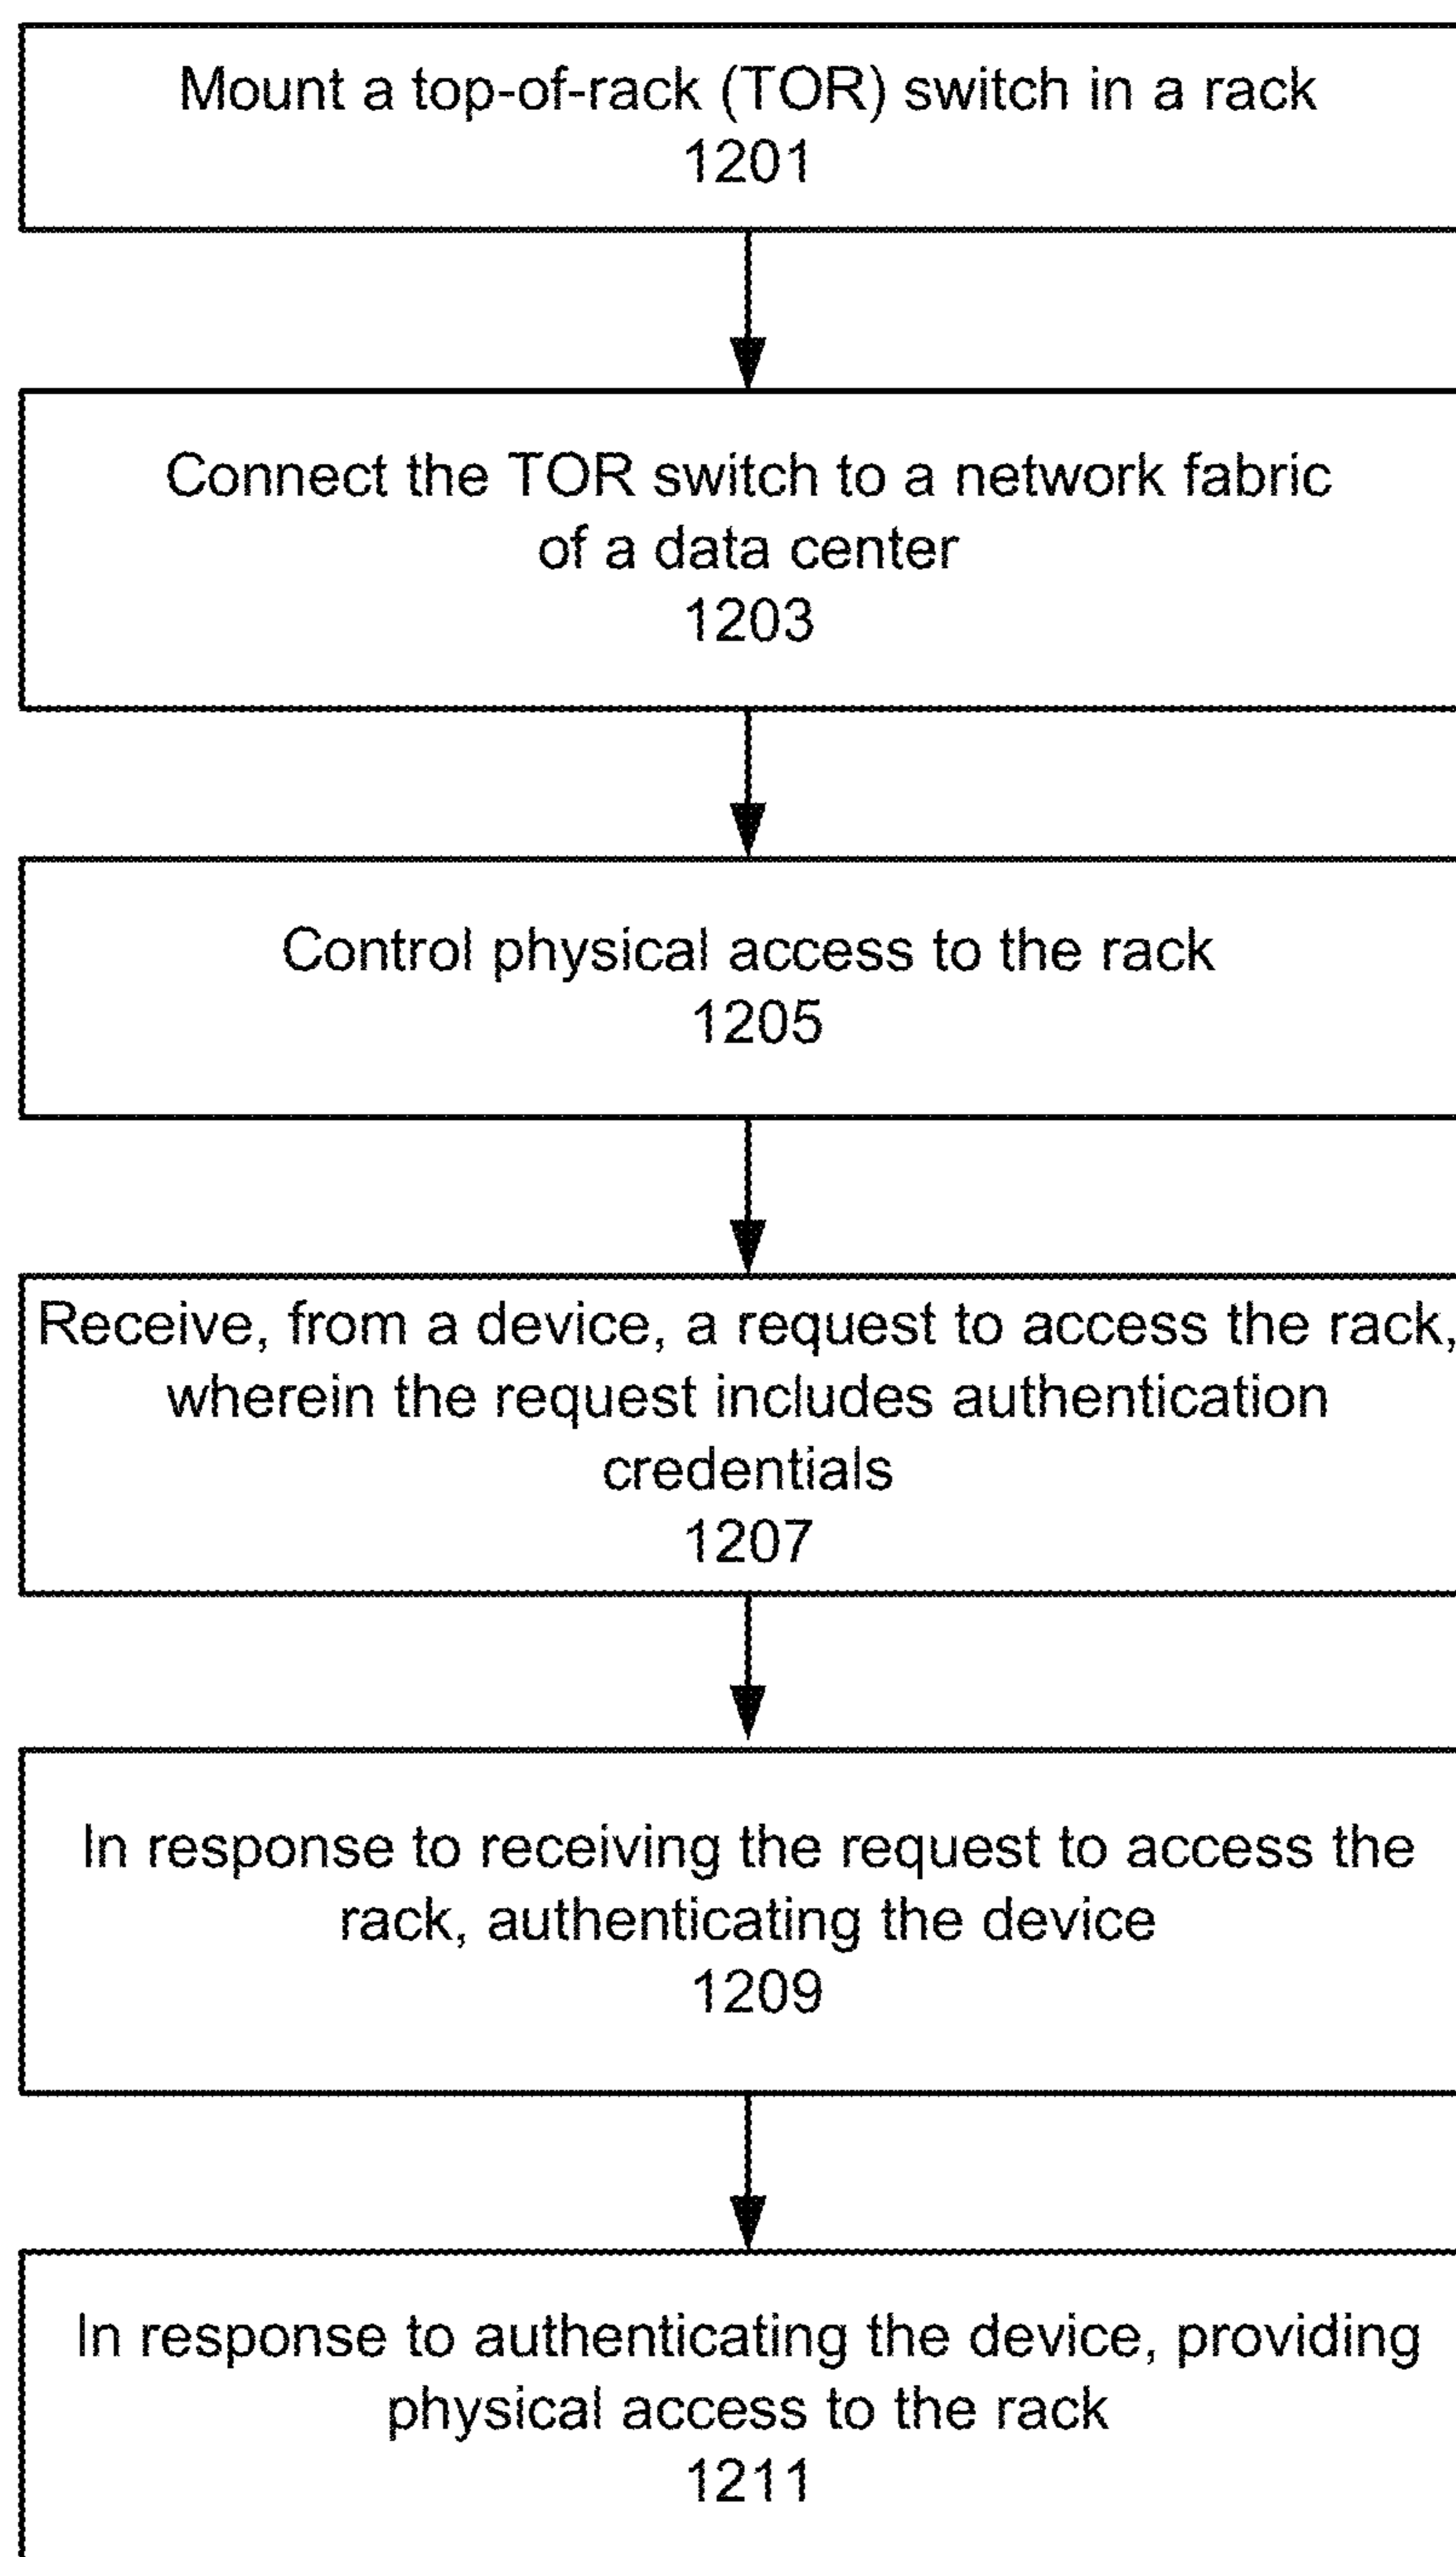 Mount a top-of-rack (TOR) switch in a rack
1201
Connect the TOR switch to a network fabric
of a data center
1203
Control physical access to the rack
1205
Receive, from a device, a request to access the rack,
wherein the request includes authentication
credentials
1207
In response to receiving the request to access the
rack, authenticating the device
1209
In response to authenticating the device, providing
physical access to the rack
1211